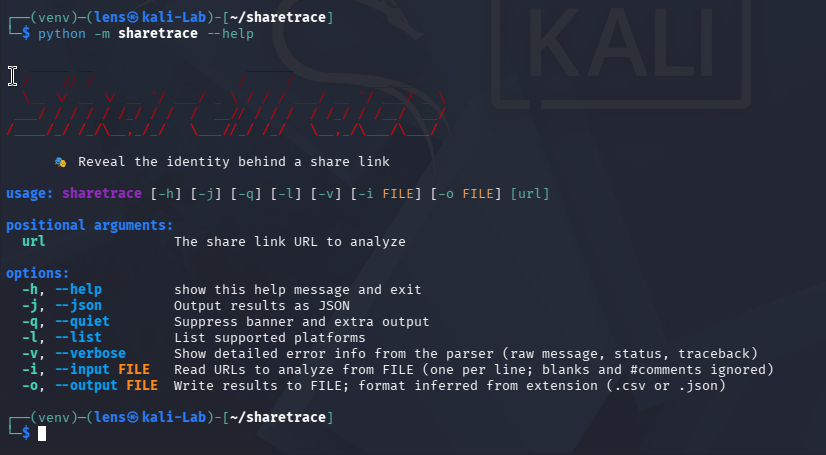 ┌──(venv)─(lens㉿kali-Lab)-[~/sharetrace]
└─$ python -m sharetrace --help
KALI
🎭 Reveal the identity behind a share link
usage: sharetrace [-h] [-j] [-q] [-l] [-v] [-i FILE] [-o FILE] [url]
positional arguments:
url The share link URL to analyze
options:
-h, --help show this help message and exit
-j, --json Output results as JSON
-q, --quiet Suppress banner and extra output
-l, --list List supported platforms
-v, --verbose Show detailed error info from the parser (raw message, status, traceback)
-i, --input FILE Read URLs to analyze from FILE (one per line; blanks and #comments ignored)
-o, --output FILE Write results to FILE; format inferred from extension (.csv or .json)
┌──(venv)─(lens㉿kali-Lab)-[~/sharetrace]
└─$